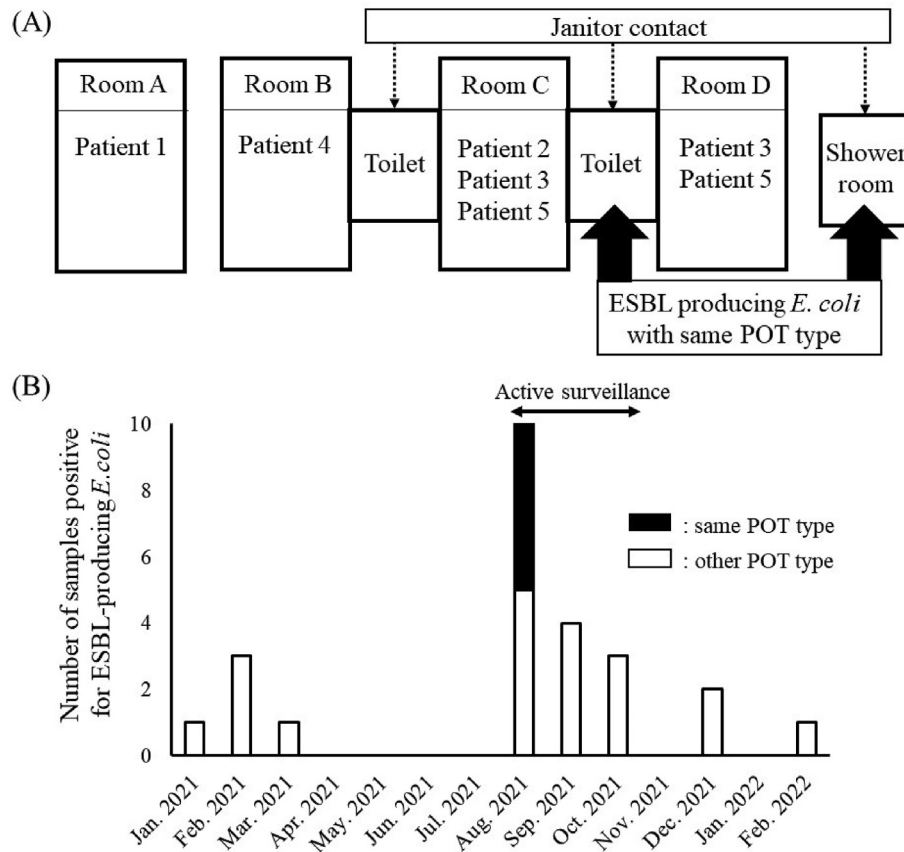 (A)
Janitor contact
Room A
Room B
Room C
Room D
Patient 1
Patient 4
Toilet
Patient 2
Patient 3
Patient 5
Toilet
Patient 3
Patient 5
Shower
room
ESBL producing E. coli
with same POT type
(B)
Active surveillance
Number of samples positive
for ESBL-producing E.coli
10
8
6
4
2
0
: same POT type
: other POT type
Jan. 2021
Feb. 2021
Mar. 2021
Apr. 2021
May. 2021
Jun. 2021
Jul. 2021
Aug. 2021
Sep. 2021
Oct. 2021
Nov. 2021
Dec. 2021
Jan. 2022
Feb. 2022